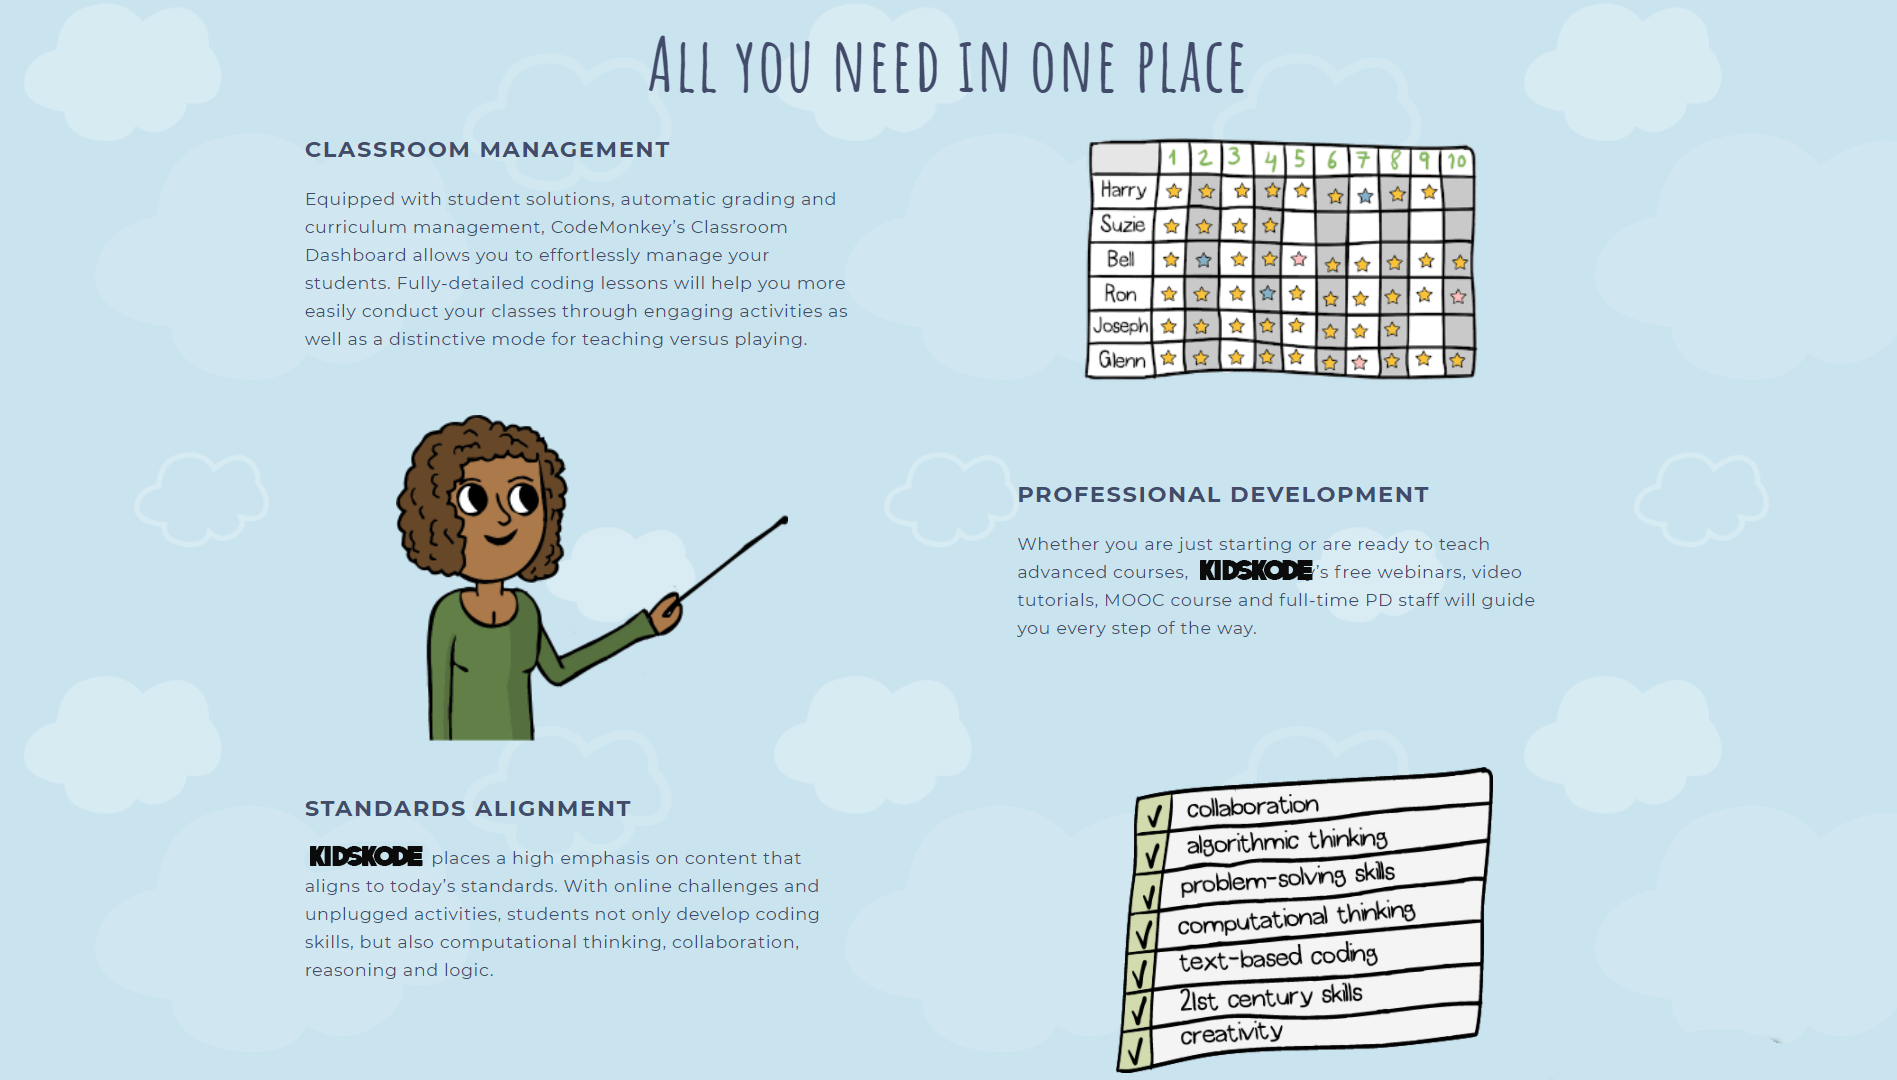 All you need in one place
CLASSROOM MANAGEMENT
Equipped with student solutions, automatic grading and
curriculum management, CodeMonkey’s Classroom
Dashboard allows you to effortlessly manage your
students. Fully-detailed coding lessons will help you more
easily conduct your classes through engaging activities as
well as a distinctive mode for teaching versus playing.
1 2 3 4 5 6 7 8 9 10
Harry
Suzie
Bell
Ron
Joseph
Glenn
PROFESSIONAL DEVELOPMENT
Whether you are just starting or are ready to teach
advanced courses, KIDSKODE’s free webinars, video
tutorials, MOOC course and full-time PD staff will guide
you every step of the way.
STANDARDS ALIGNMENT
KIDSKODE places a high emphasis on content that
aligns to today’s standards. With online challenges and
unplugged activities, students not only develop coding
skills, but also computational thinking, collaboration,
reasoning and logic.
collaboration
algorithmic thinking
problem-solving skills
computational thinking
text-based coding
21st century skills
creativity